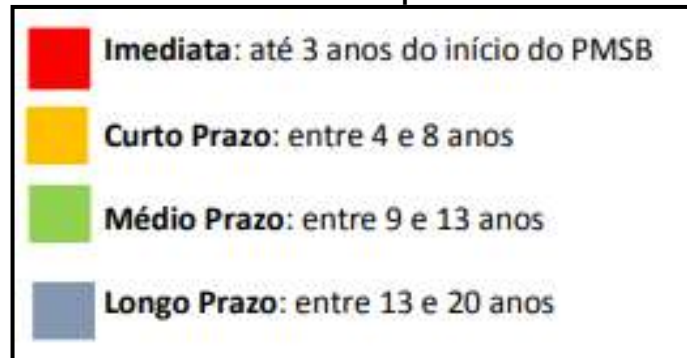 Imediata: até 3 anos do início do PMSB
Curto Prazo: entre 4 e 8 anos
Médio Prazo: entre 9 e 13 anos
Longo Prazo: entre 13 e 20 anos